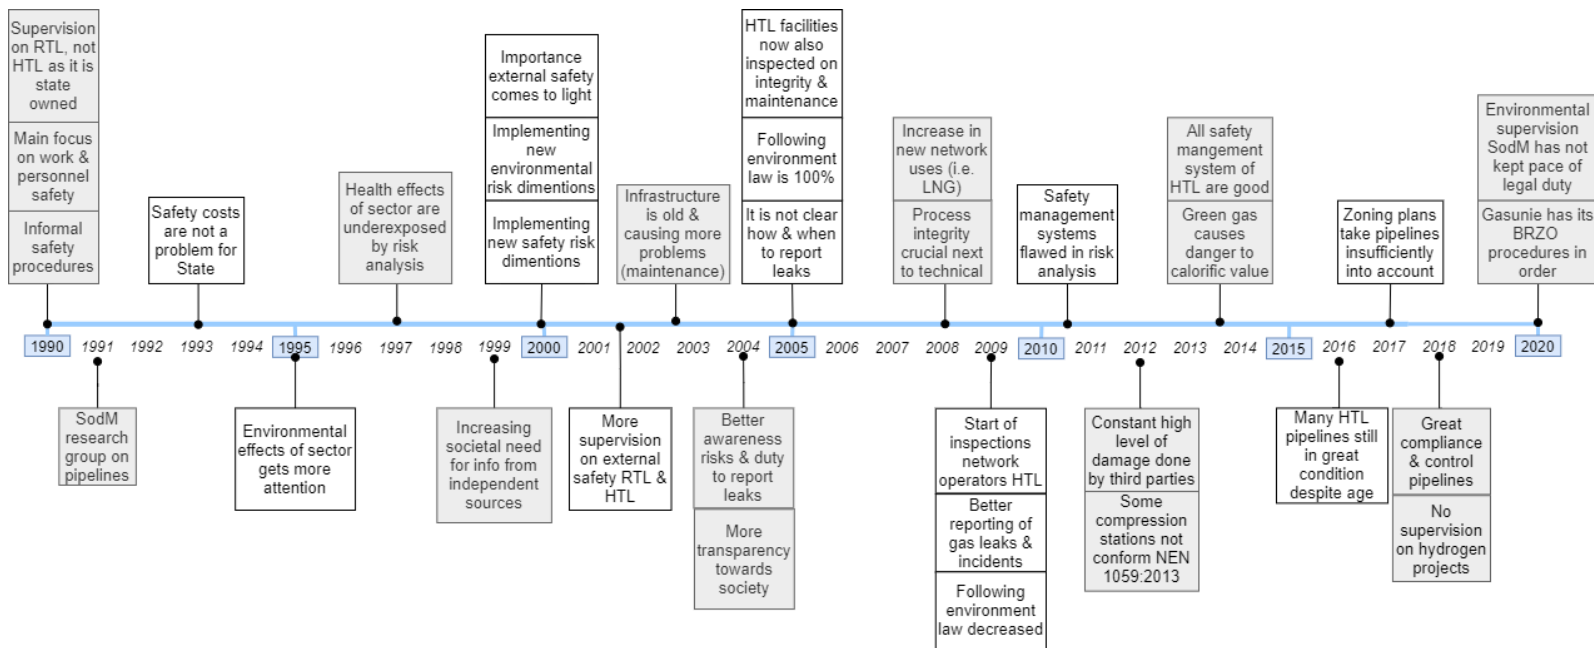 Supervision
on RTL, not
HTL as it is
state
owned
Main focus
on work &
personnel
safety
Informal
safety
procedures
Safety costs
are not a
problem for
State
Health effects
of sector are
underexposed
by risk
analysis
Importance
external safety
comes to light
Implementing
new
environmental
risk dimentions
Implementing
new safety risk
dimentions
Infrastructure
is old &
causing more
problems
(maintenance)
HTL facilities
now also
inspected on
integrity &
maintenance
Following
environment
law is 100%
It is not clear
how & when
to report
leaks
Increase in
new network
uses (i.e.
LNG)
Process
integrity
crucial next
to technical
Safety
management
systems
flawed in risk
analysis
All safety
mangement
system of
HTL are good
Green gas
causes
danger to
calorific value
Zoning plans
take pipelines
insufficiently
into account
Environmental
supervision
SodM has not
kept pace of
legal duty
Gasunie has its
BRZO
procedures in
order
1990 1991 1992 1993 1994 1995 1996 1997 1998 1999 2000 2001 2002 2003 2004 2005 2006 2007 2008 2009 2010 2011 2012 2013 2014 2015 2016 2017 2018 2019 2020
SodM
research
group on
pipelines
Environmental
effects of sector
gets more
attention
Increasing
societal need
for info from
independent
sources
More
supervision
on external
safety RTL &
HTL
Better
awareness
risks & duty
to report
leaks
More
transparency
towards
society
Start of
inspections
network
operators HTL
Better
reporting of
gas leaks &
incidents
Following
environment
law decreased
Constant high
level of
damage done
by third parties
Some
compression
stations not
conform NEN
1059:2013
Many HTL
pipelines still
in great
condition
despite age
Great
compliance
& control
pipelines
No
supervision
on hydrogen
projects